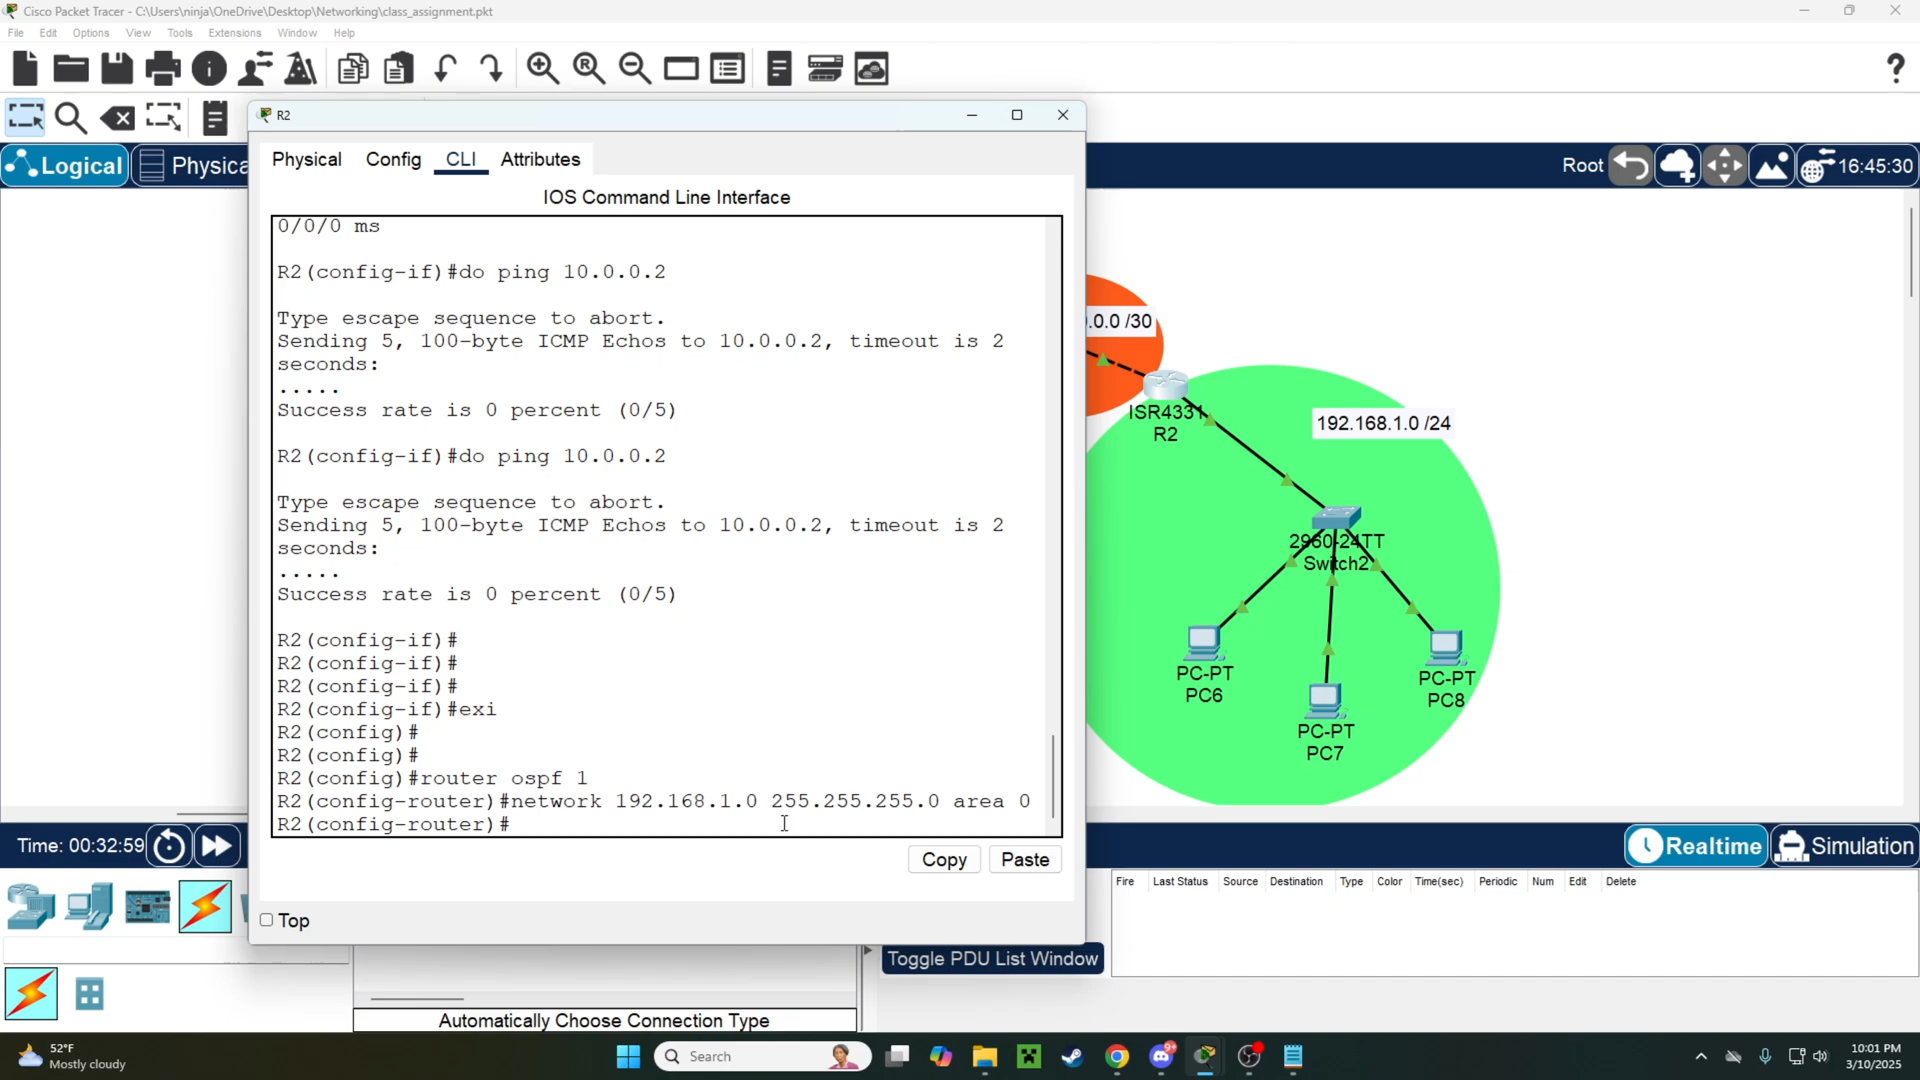 Cisco Packet Tracer - C:\Users\ninja\OneDrive\Desktop\Networking\class_assignment.pkt
File Edit Options View Tools Extensions Window Help
R2
Logical
Physica
Root
16:45:30
Physical Config CLI Attributes
IOS Command Line Interface
0/0/0 ms
R2(config-if)#do ping 10.0.0.2
Type escape sequence to abort.
Sending 5, 100-byte ICMP Echos to 10.0.0.2, timeout is 2
seconds:
.....
Success rate is 0 percent (0/5)
R2(config-if)#do ping 10.0.0.2
Type escape sequence to abort.
Sending 5, 100-byte ICMP Echos to 10.0.0.2, timeout is 2
seconds:
.....
Success rate is 0 percent (0/5)
R2(config-if)#
R2(config-if)#
R2(config-if)#
R2(config-if)#exi
R2(config)#
R2(config)#
R2(config)#router ospf 1
R2(config-router)#network 192.168.1.0 255.255.255.0 area 0
R2(config-router)#
Copy
Paste
Top
.0.0 /30
ISR4331
R2
192.168.1.0 /24
2960-24TT
Switch2
PC-PT
PC6
PC-PT
PC7
PC-PT
PC8
Time: 00:32:59
Realtime
Simulation
Fire Last Status Source Destination Type Color Time(sec) Periodic Num Edit Delete
Toggle PDU List Window
Automatically Choose Connection Type
52°F
Mostly cloudy
Search
9+
10:01 PM
3/10/2025